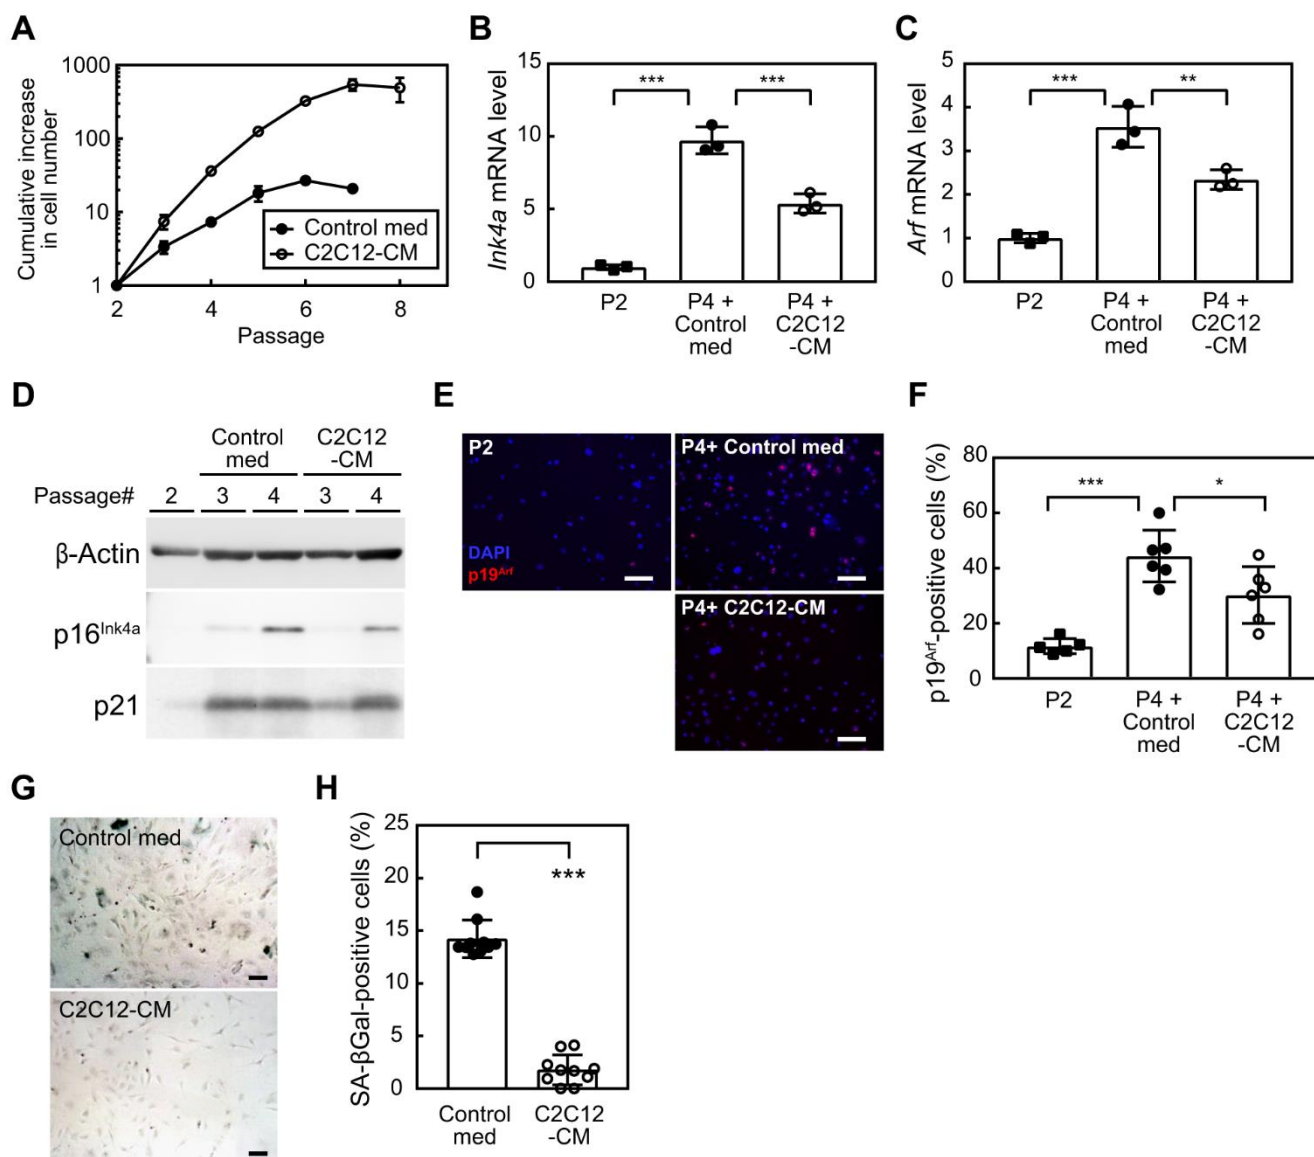 A
Cumulative increase
in cell number
1000
100
10
1
2
4
6
8
Passage
Control med
C2C12-CM
B
Ink4a mRNA level
15
10
5
0
***
***
P2
P4 +
Control
med
P4 +
C2C12
-CM
C
Arf mRNA level
5
4
3
2
1
0
***
**
P2
P4 +
Control
med
P4 +
C2C12
-CM
D
Control
med
C2C12
-CM
Passage#
2
3
4
3
4
β-Actin
p16Ink4a
p21
E
P2
DAPI
p19Arf
P4+ Control med
P4+ C2C12-CM
F
p19Arf-positive cells (%)
80
60
40
20
0
***
*
P2
P4 +
Control
med
P4 +
C2C12
-CM
G
Control med
C2C12-CM
H
SA-βGal-positive cells (%)
25
20
15
10
5
0
***
Control
med
C2C12
-CM